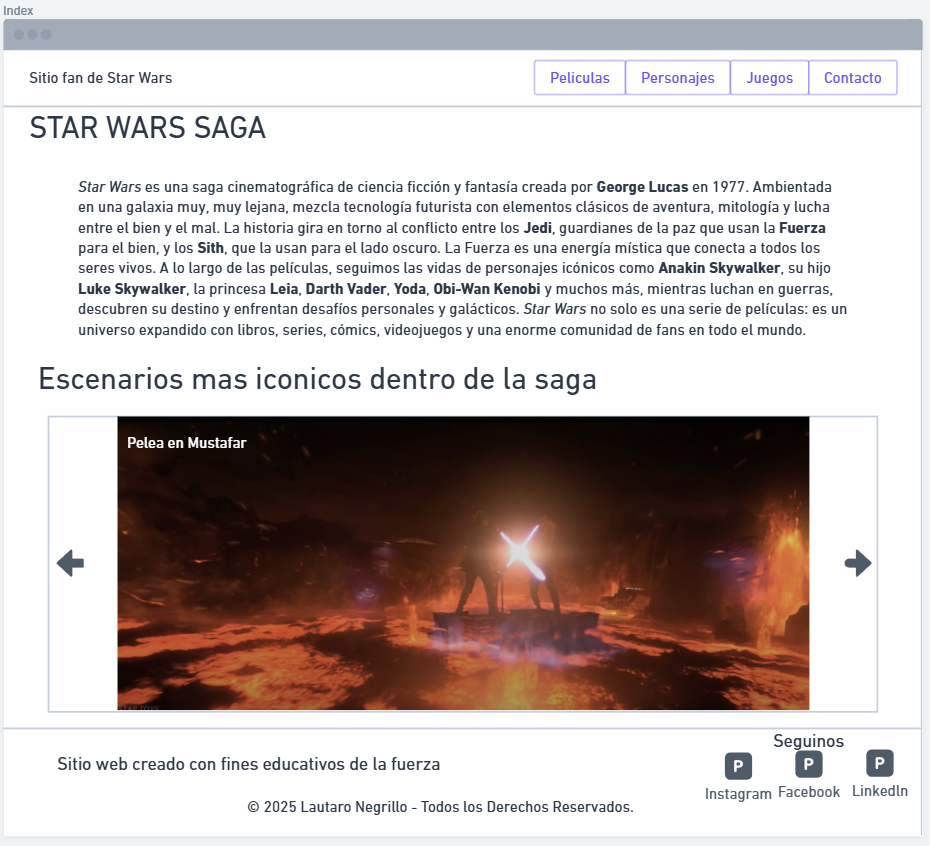 Index
Sitio fan de Star Wars
Peliculas
Personajes
Juegos
Contacto
STAR WARS SAGA
Star Wars es una saga cinematográfica de ciencia ficción y fantasía creada por George Lucas en 1977. Ambientada
en una galaxia muy, muy lejana, mezcla tecnología futurista con elementos clásicos de aventura, mitología y lucha
entre el bien y el mal. La historia gira en torno al conflicto entre los Jedi, guardianes de la paz que usan la Fuerza
para el bien, y los Sith, que la usan para el lado oscuro. La Fuerza es una energía mística que conecta a todos los
seres vivos. A lo largo de las películas, seguimos las vidas de personajes icónicos como Anakin Skywalker, su hijo
Luke Skywalker, la princesa Leia, Darth Vader, Yoda, Obi-Wan Kenobi y muchos más, mientras luchan en guerras,
descubren su destino y enfrentan desafíos personales y galácticos. Star Wars no solo es una serie de películas: es un
universo expandido con libros, series, cómics, videojuegos y una enorme comunidad de fans en todo el mundo.
Escenarios mas iconicos dentro de la saga
Pelea en Mustafar
Sitio web creado con fines educativos de la fuerza
Seguinos
P
P
P
Instagram
Facebook
LinkedIn
© 2025 Lautaro Negrillo - Todos los Derechos Reservados.